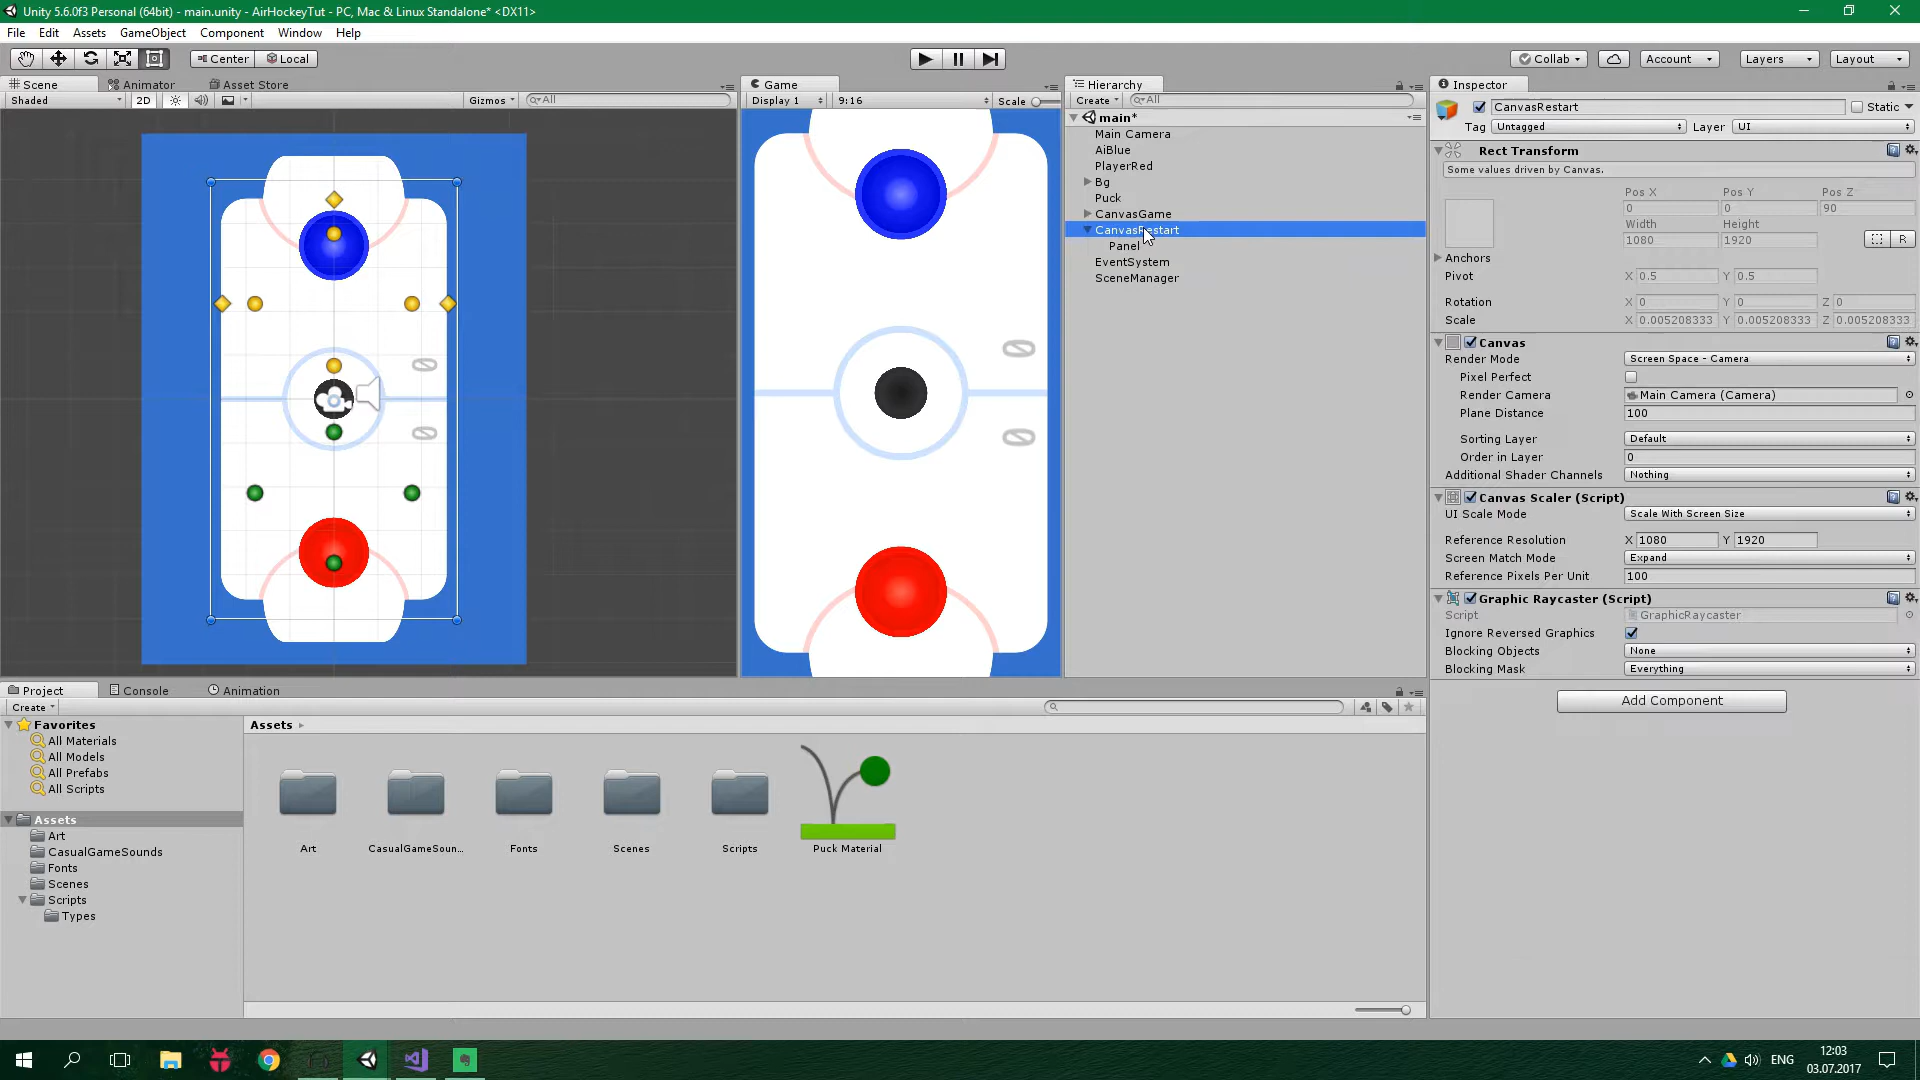 Unity 5.6.0f3 Personal (64bit) - main.unity - AirHockeyTut - PC, Mac & Linux Standalone* <DX11>
File Edit Assets GameObject Component Window Help
Center Local Collab Account Layers Layout
Scene Animator Asset Store Game Hierarchy Inspector
Shaded 2D Gizmos All Display 1 9:16 Scale Create All CanvasRestart Static
main*
Tag Untagged Layer UI
Main Camera
AiBlue
PlayerRed
Bg
Puck
CanvasGame
CanvasRestart
Panel
EventSystem
SceneManager
Rect Transform
Some values driven by Canvas.
Pos X Pos Y Pos Z
0 0 90
Width Height
1080 1920 R
Anchors
Pivot X 0.5 Y 0.5
Rotation X 0 Y 0 Z 0
Scale X 0.005208333 Y 0.005208333 Z 0.005208333
Canvas
Render Mode Screen Space - Camera
Pixel Perfect
Render Camera Main Camera (Camera)
Plane Distance 100
Sorting Layer Default
Order in Layer 0
Additional Shader Channels Nothing
Canvas Scaler (Script)
UI Scale Mode Scale With Screen Size
Reference Resolution X 1080 Y 1920
Screen Match Mode Expand
Reference Pixels Per Unit 100
Graphic Raycaster (Script)
Script GraphicRaycaster
Ignore Reversed Graphics
Blocking Objects None
Blocking Mask Everything
Add Component
Project Console Animation
Create
Favorites
All Materials
All Models
All Prefabs
All Scripts
Assets
Art
CasualGameSounds
Fonts
Scenes
Scripts
Types
Assets
Art CasualGameSoun... Fonts Scenes Scripts Puck Material
ENG 12:03
03.07.2017